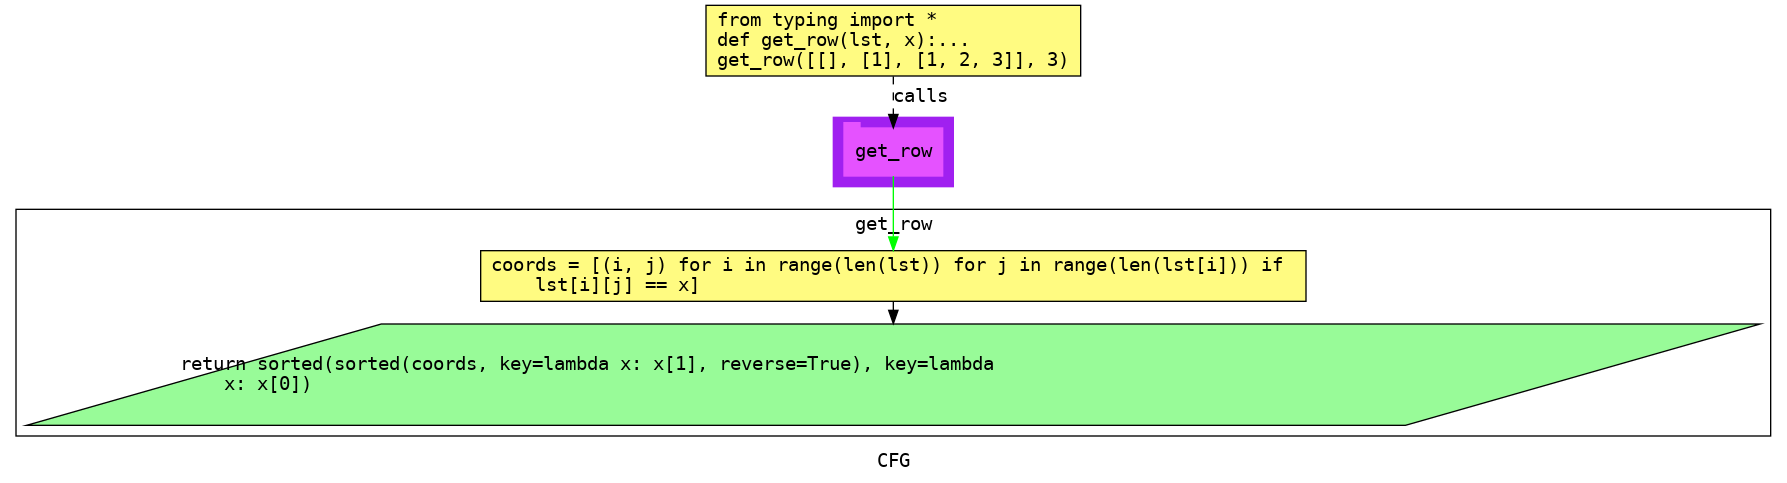 from typing import *
def get_row(lst, x):...
get_row([[], [1], [1, 2, 3]], 3)
calls
get_row
get_row
coords = [(i, j) for i in range(len(lst)) for j in range(len(lst[i])) if
    lst[i][j] == x]
return sorted(sorted(coords, key=lambda x: x[1], reverse=True), key=lambda
    x: x[0])
CFG